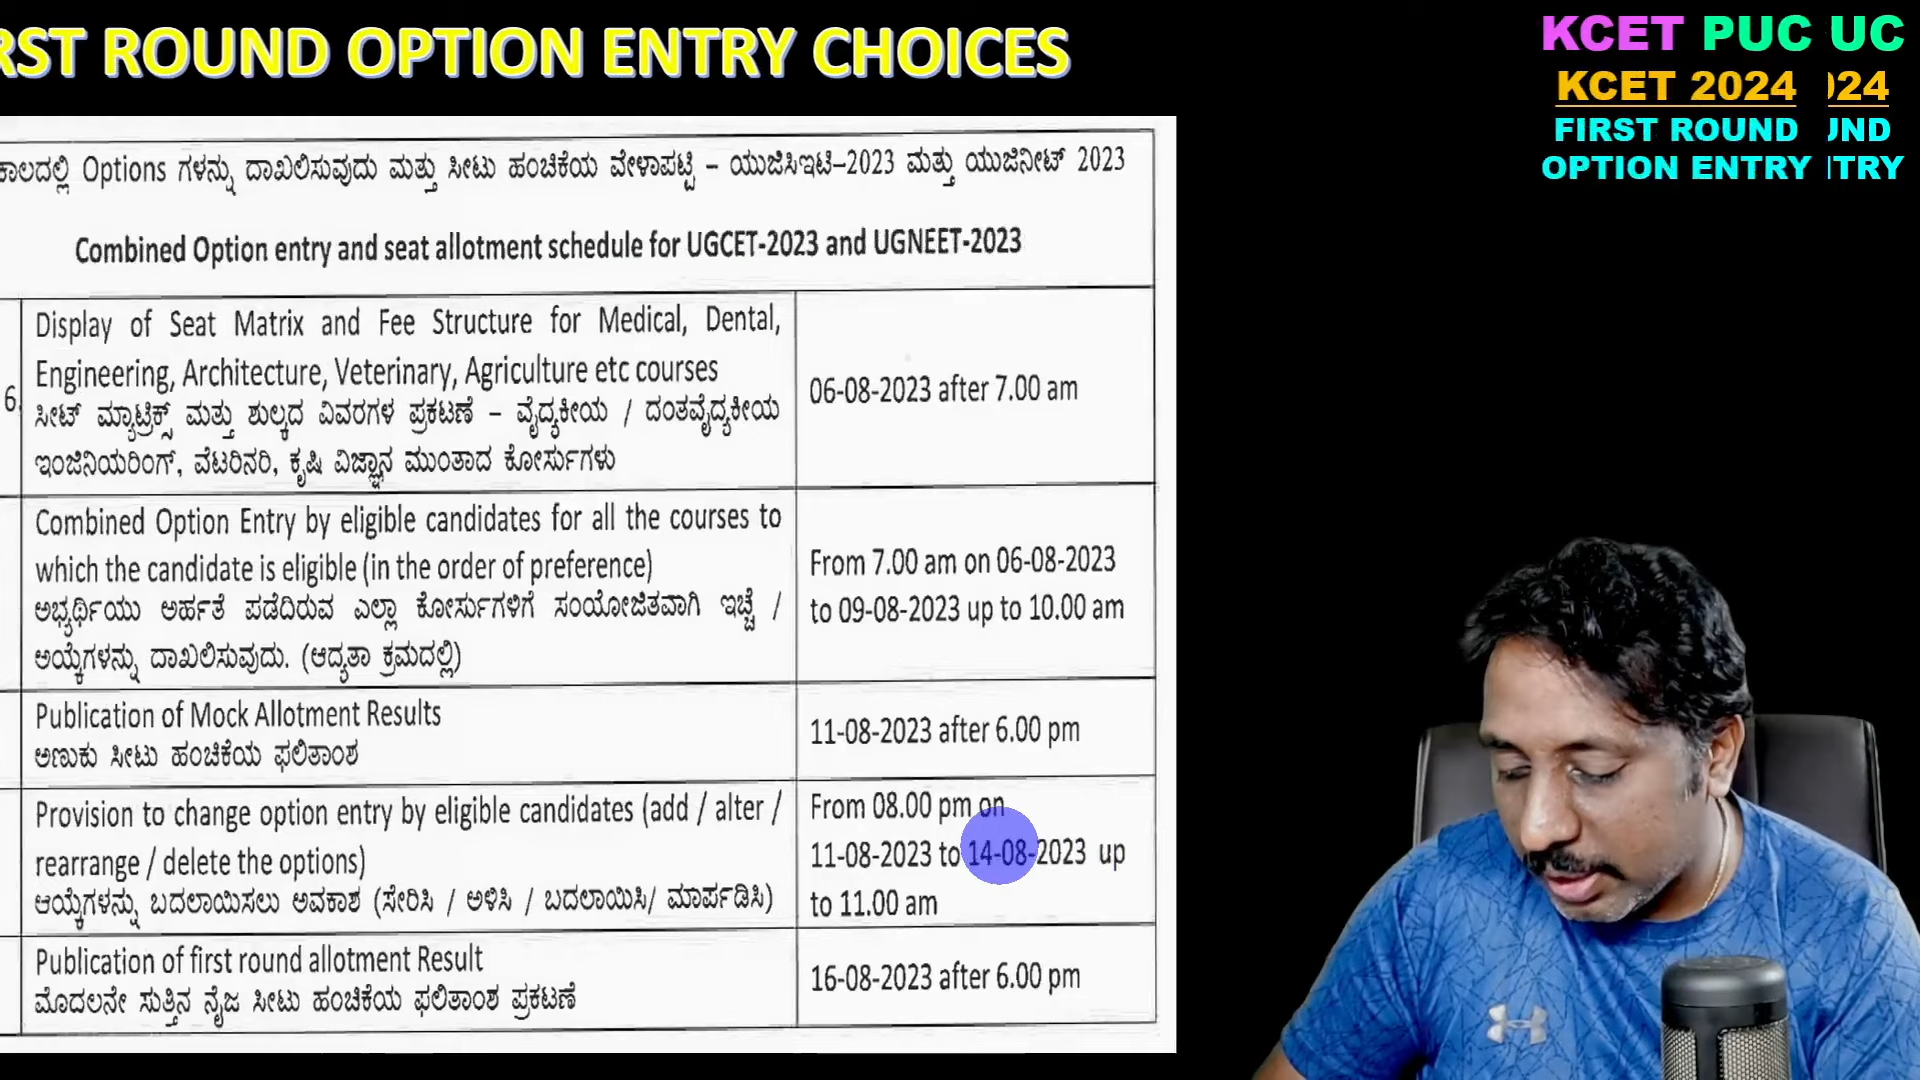 RST ROUND OPTION ENTRY CHOICES
KCET PUC UC
KCET 2024 024
FIRST ROUND UND
OPTION ENTRY NTRY
ಕಾಲದಲ್ಲಿ Options ಗಳನ್ನು ದಾಖಲಿಸುವುದು ಮತ್ತು ಸೀಟು ಹಂಚಿಕೆಯ ವೇಳಾಪಟ್ಟಿ – ಯುಜಿಸಿಇಟಿ–2023 ಮತ್ತು ಯುಜಿನೀಟ್ 2023
Combined Option entry and seat allotment schedule for UGCET-2023 and UGNEET-2023
6.
Display of Seat Matrix and Fee Structure for Medical, Dental,
Engineering, Architecture, Veterinary, Agriculture etc courses
ಸೀಟ್ ಮ್ಯಾಟ್ರಿಕ್ಸ್ ಮತ್ತು ಶುಲ್ಕದ ವಿವರಗಳ ಪ್ರಕಟಣೆ – ವೈದ್ಯಕೀಯ / ದಂತವೈದ್ಯಕೀಯ
ಇಂಜಿನಿಯರಿಂಗ್, ವೆಟರಿನರಿ, ಕೃಷಿ ವಿಜ್ಞಾನ ಮುಂತಾದ ಕೋರ್ಸುಗಳು
06-08-2023 after 7.00 am
Combined Option Entry by eligible candidates for all the courses to
which the candidate is eligible (in the order of preference)
ಅಭ್ಯರ್ಥಿಯು ಅರ್ಹತೆ ಪಡೆದಿರುವ ಎಲ್ಲಾ ಕೋರ್ಸುಗಳಿಗೆ ಸಂಯೋಜಿತವಾಗಿ ಇಚ್ಛೆ /
ಆಯ್ಕೆಗಳನ್ನು ದಾಖಲಿಸುವುದು. (ಆದ್ಯತಾ ಕ್ರಮದಲ್ಲಿ)
From 7.00 am on 06-08-2023
to 09-08-2023 up to 10.00 am
Publication of Mock Allotment Results
ಅಣುಕು ಸೀಟು ಹಂಚಿಕೆಯ ಫಲಿತಾಂಶ
11-08-2023 after 6.00 pm
Provision to change option entry by eligible candidates (add / alter /
rearrange / delete the options)
ಆಯ್ಕೆಗಳನ್ನು ಬದಲಾಯಿಸಲು ಅವಕಾಶ (ಸೇರಿಸಿ / ಅಳಿಸಿ / ಬದಲಾಯಿಸಿ/ ಮಾರ್ಪಡಿಸಿ)
From 08.00 pm on
11-08-2023 to 14-08-2023 up
to 11.00 am
Publication of first round allotment Result
ಮೊದಲನೇ ಸುತ್ತಿನ ನೈಜ ಸೀಟು ಹಂಚಿಕೆಯ ಫಲಿತಾಂಶ ಪ್ರಕಟಣೆ
16-08-2023 after 6.00 pm